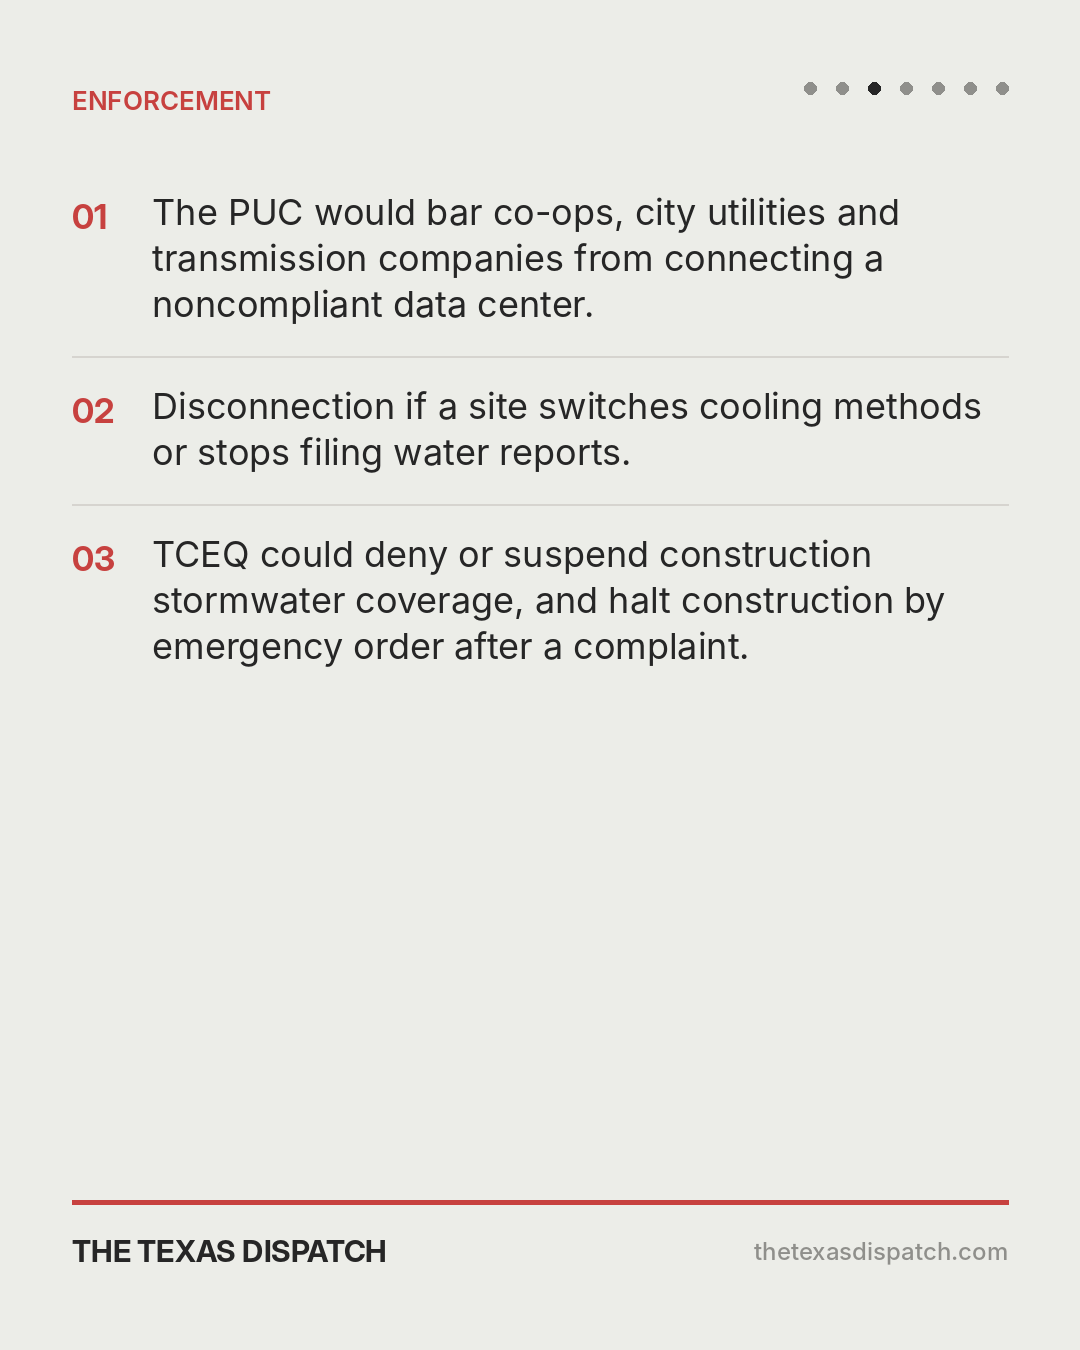 ENFORCEMENT
01 The PUC would bar co-ops, city utilities and
transmission companies from connecting a
noncompliant data center.
02 Disconnection if a site switches cooling methods
or stops filing water reports.
03 TCEQ could deny or suspend construction
stormwater coverage, and halt construction by
emergency order after a complaint.
THE TEXAS DISPATCH
thetexasdispatch.com